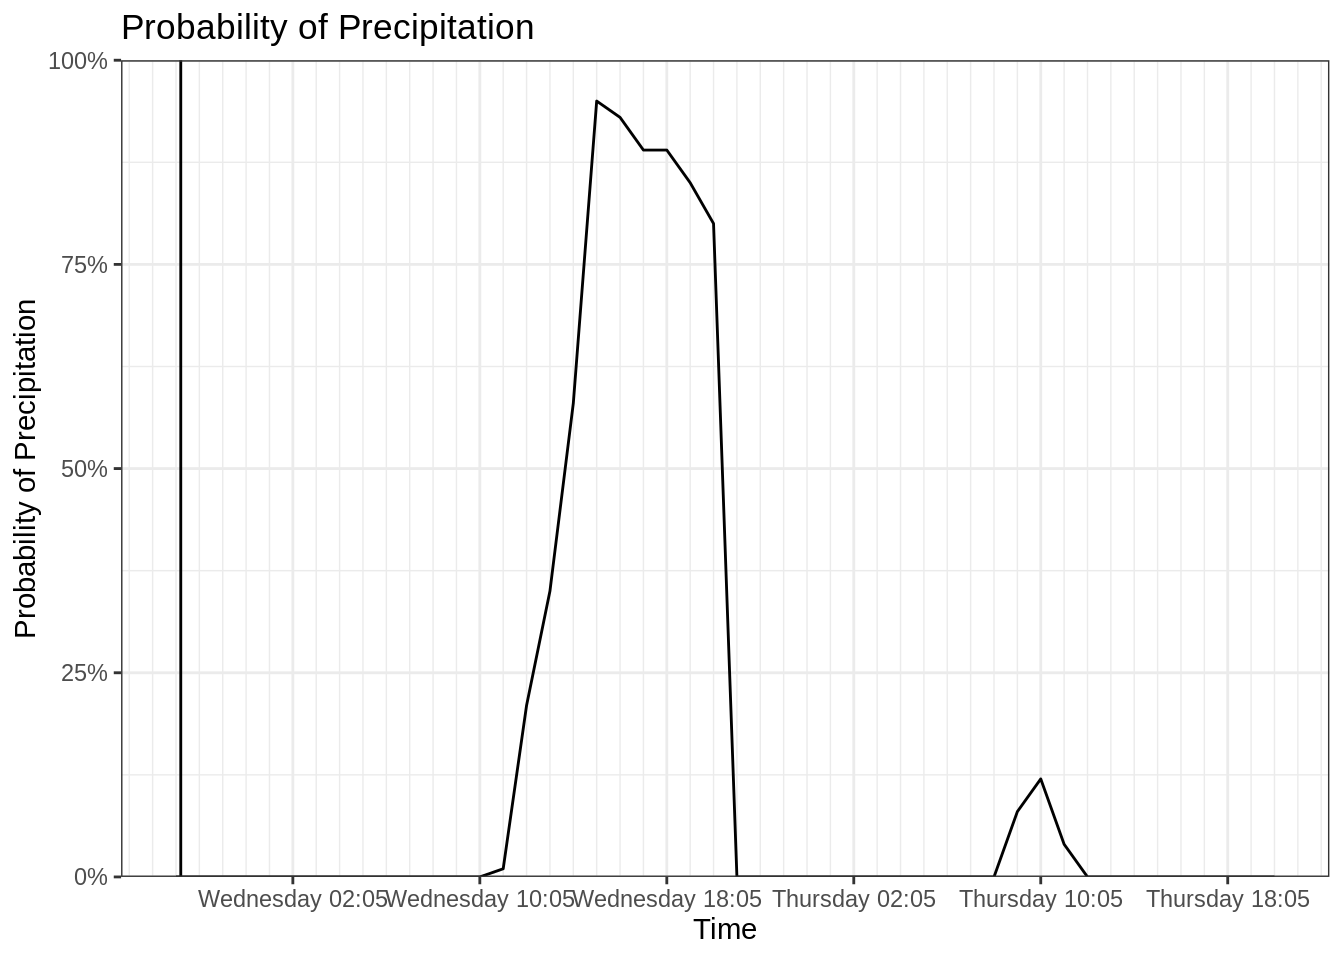 Probability of Precipitation
Probability of Precipitation
100%
75%
50%
25%
0%
Wednesday 02:05 Wednesday 10:05 Wednesday 18:05 Thursday 02:05 Thursday 10:05 Thursday 18:05
Time